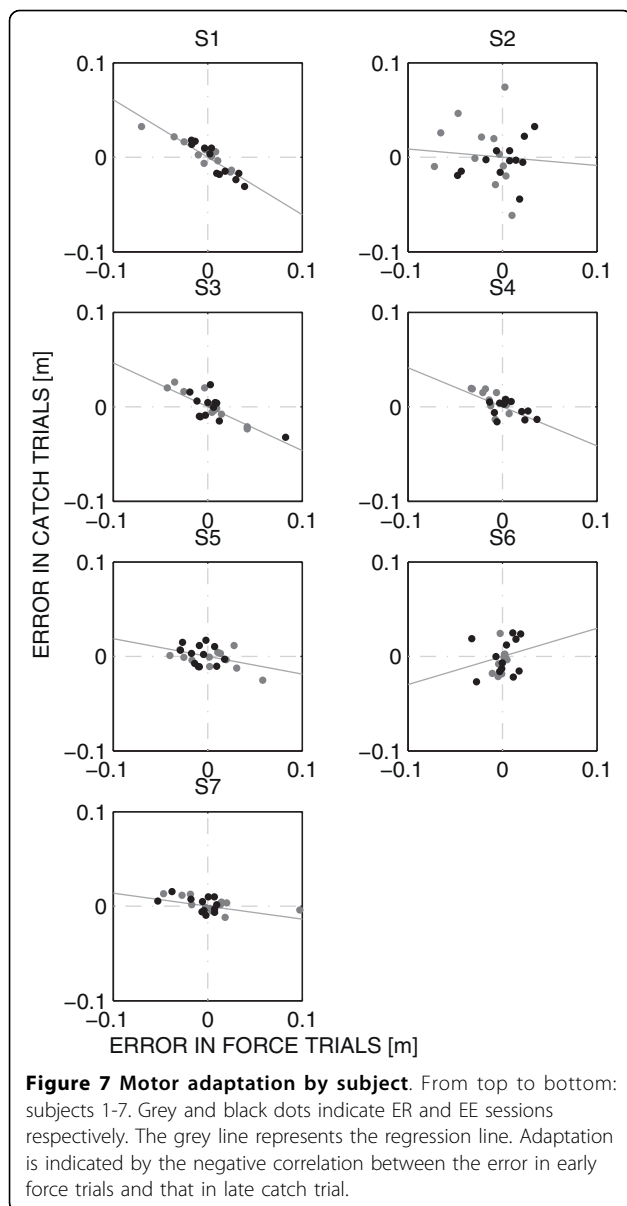 S1 S2
0.1 0.1
0 0
−0.1 −0.1
−0.1 0 0.1 −0.1 0 0.1
S3 S4
0.1 0.1
0 0
−0.1 −0.1
−0.1 0 0.1 −0.1 0 0.1
ERROR IN CATCH TRIALS [m]
S5 S6
0.1 0.1
0 0
−0.1 −0.1
−0.1 0 0.1 −0.1 0 0.1
S7
0.1
0
−0.1
−0.1 0 0.1
ERROR IN FORCE TRIALS [m]
Figure 7 Motor adaptation by subject. From top to bottom:
subjects 1-7. Grey and black dots indicate ER and EE sessions
respectively. The grey line represents the regression line. Adaptation
is indicated by the negative correlation between the error in early
force trials and that in late catch trial.